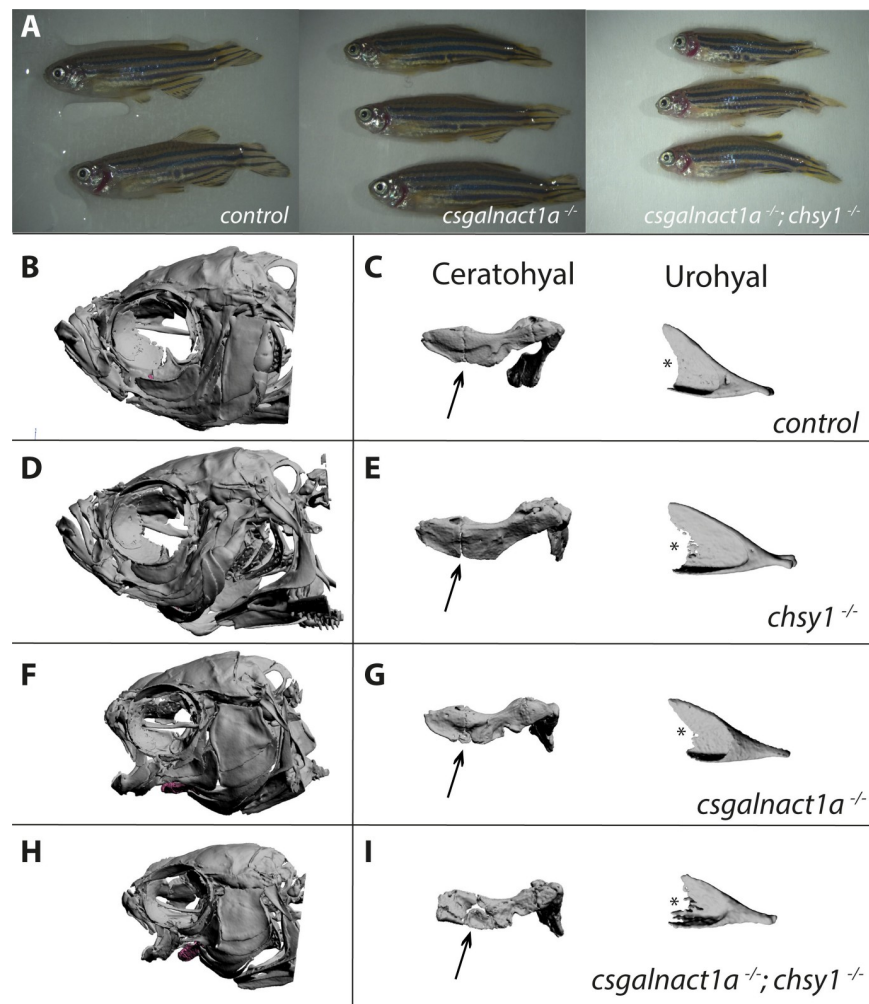 A
control
csgalnact1a -/-
csgalnact1a -/-; chsy1 -/-
B
C
Ceratohyal
Urohyal
*
control
D
E
*
chsy1 -/-
F
G
*
csgalnact1a -/-
H
I
*
csgalnact1a -/-; chsy1 -/-